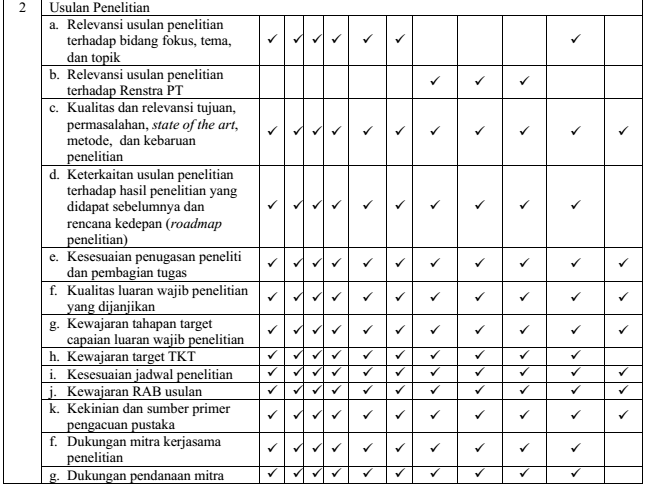 2 Usulan Penelitian
a. Relevansi usulan penelitian ✓ ✓ ✓ ✓ ✓ ✓ ✓
terhadap bidang fokus, tema,
dan topik
b. Relevansi usulan penelitian ✓ ✓ ✓
terhadap Renstra PT
c. Kualitas dan relevansi tujuan, ✓ ✓ ✓ ✓ ✓ ✓ ✓ ✓ ✓ ✓ ✓
permasalahan, state of the art,
metode, dan kebaruan
penelitian
d. Keterkaitan usulan penelitian ✓ ✓ ✓ ✓ ✓ ✓ ✓ ✓ ✓ ✓
terhadap hasil penelitian yang
didapat sebelumnya dan
rencana kedepan (roadmap
penelitian)
e. Kesesuaian penugasan peneliti ✓ ✓ ✓ ✓ ✓ ✓ ✓ ✓ ✓ ✓ ✓
dan pembagian tugas
f. Kualitas luaran wajib penelitian ✓ ✓ ✓ ✓ ✓ ✓ ✓ ✓ ✓ ✓ ✓
yang dijanjikan
g. Kewajaran tahapan target ✓ ✓ ✓ ✓ ✓ ✓ ✓ ✓ ✓ ✓ ✓
capaian luaran wajib penelitian
h. Kewajaran target TKT ✓ ✓ ✓ ✓ ✓ ✓ ✓ ✓ ✓ ✓
i. Kesesuaian jadwal penelitian ✓ ✓ ✓ ✓ ✓ ✓ ✓ ✓ ✓ ✓ ✓
j. Kewajaran RAB usulan ✓ ✓ ✓ ✓ ✓ ✓ ✓ ✓ ✓ ✓ ✓
k. Kekinian dan sumber primer ✓ ✓ ✓ ✓ ✓ ✓ ✓ ✓ ✓ ✓ ✓
pengacuan pustaka
f. Dukungan mitra kerjasama ✓ ✓ ✓ ✓ ✓ ✓ ✓ ✓ ✓ ✓
penelitian
g. Dukungan pendanaan mitra ✓ ✓ ✓ ✓ ✓ ✓ ✓ ✓ ✓ ✓